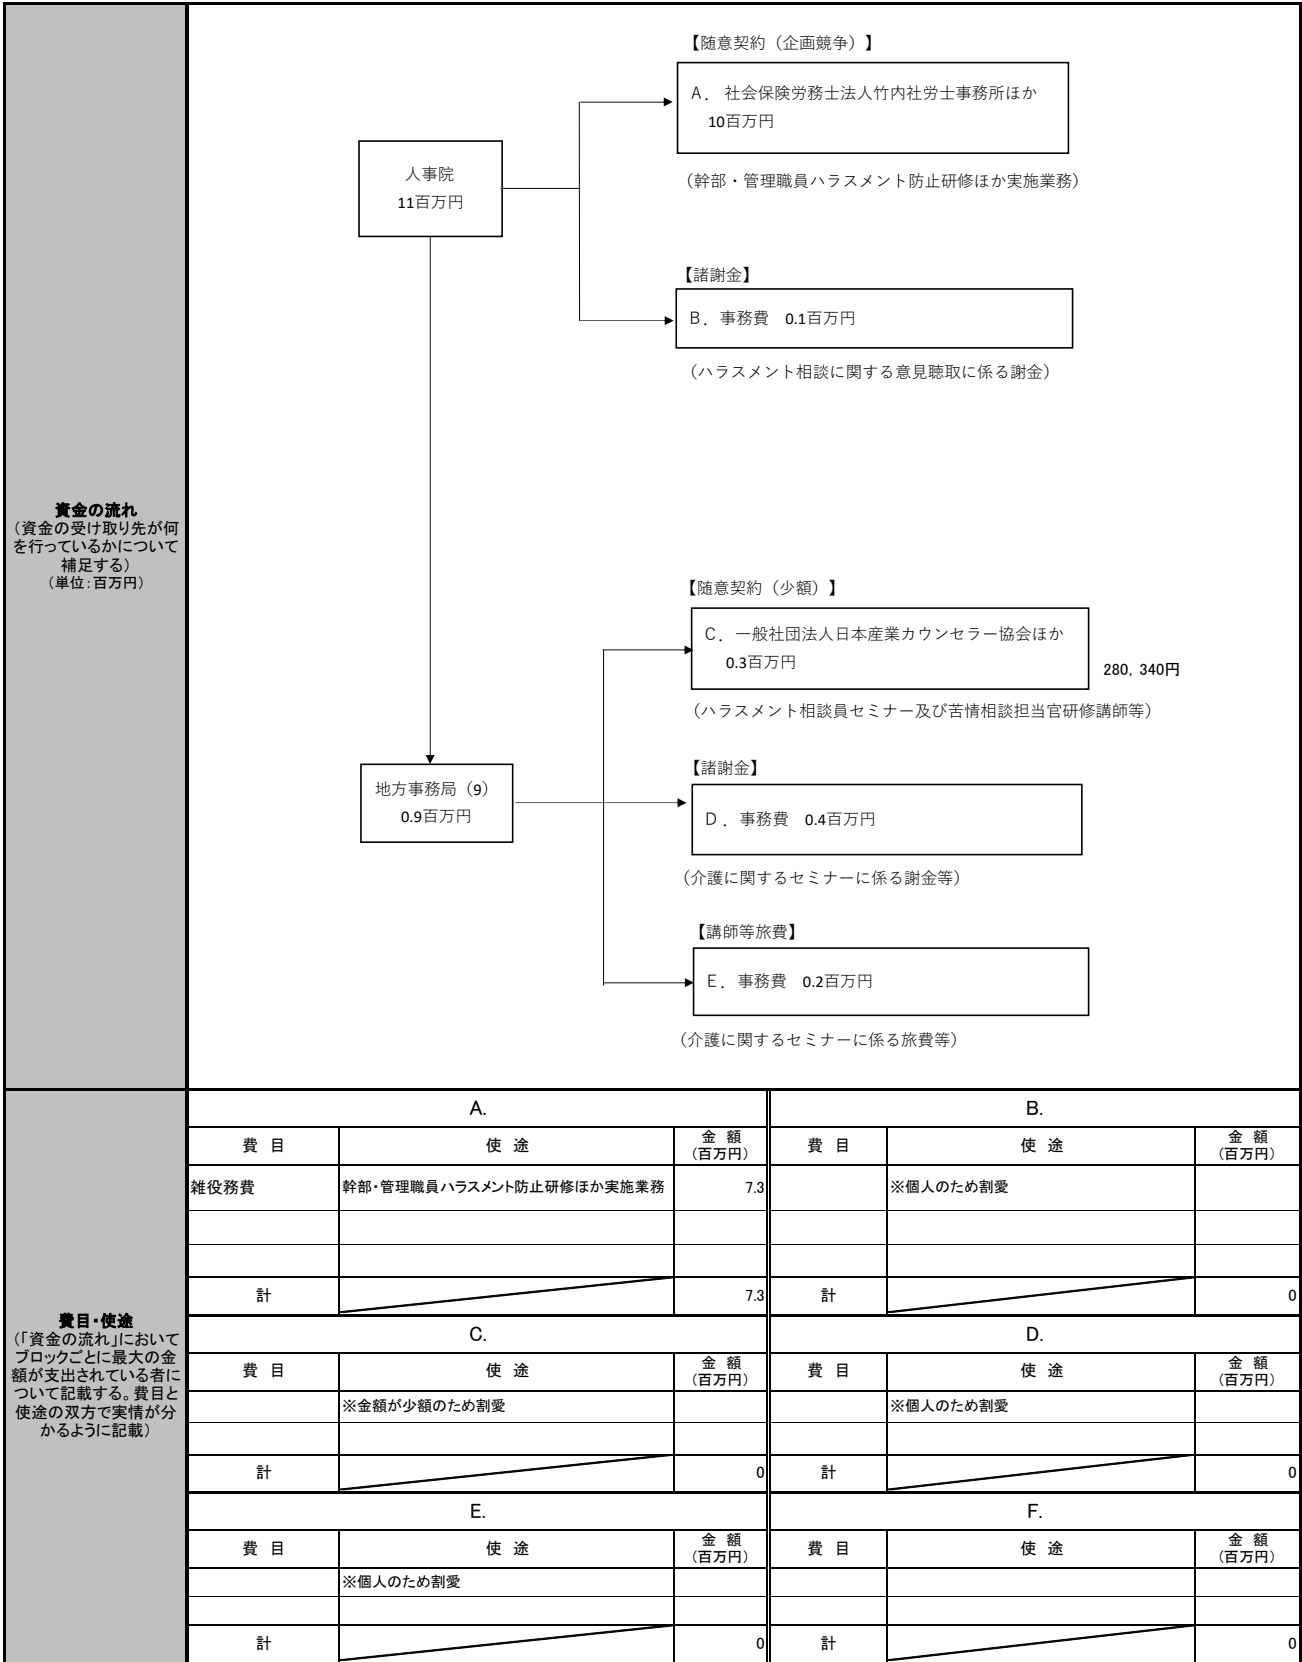 資金の流れ
（資金の受け取り先が何
を行っているかについて
補足する）
（単位：百万円）
【随意契約（企画競争）】
A． 社会保険労務士法人竹内社労士事務所ほか
10百万円
（幹部・管理職員ハラスメント防止研修ほか実施業務）
人事院
11百万円
【諸謝金】
B．事務費　0.1百万円
（ハラスメント相談に関する意見聴取に係る謝金）
【随意契約（少額）】
C．一般社団法人日本産業カウンセラー協会ほか
0.3百万円
280，340円
（ハラスメント相談員セミナー及び苦情相談担当官研修講師等）
地方事務局（9）
0.9百万円
【諸謝金】
D．事務費　0.4百万円
（介護に関するセミナーに係る謝金等）
【講師等旅費】
E．事務費　0.2百万円
（介護に関するセミナーに係る旅費等）
費目・使途
（「資金の流れ」において
ブロックごとに最大の金
額が支出されている者に
ついて記載する。費目と
使途の双方で実情が分
かるように記載）
A.　B.
費　目　使　途　金　額（百万円）　費　目　使　途　金　額（百万円）
雑役務費　幹部・管理職員ハラスメント防止研修ほか実施業務　7.3　※個人のため割愛
計　7.3　計　0
C.　D.
費　目　使　途　金　額（百万円）　費　目　使　途　金　額（百万円）
※金額が少額のため割愛　※個人のため割愛
計　0　計　0
E.　F.
費　目　使　途　金　額（百万円）　費　目　使　途　金　額（百万円）
※個人のため割愛
計　0　計　0